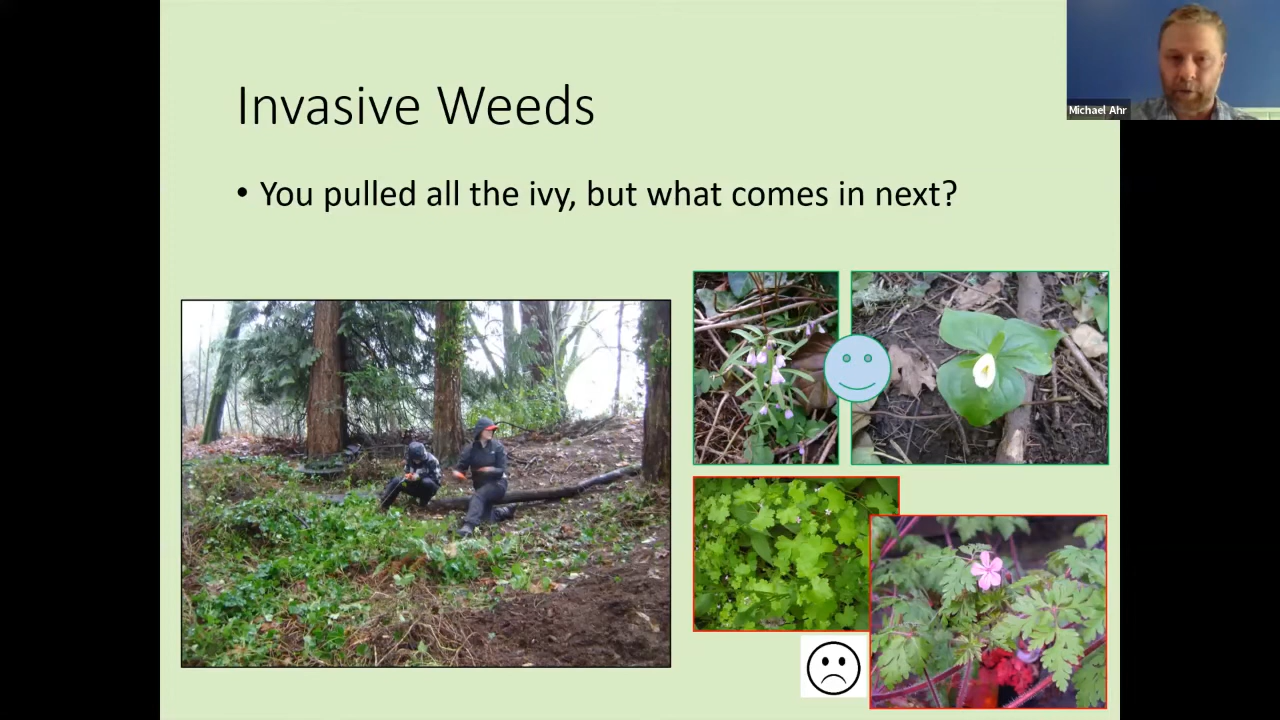 Invasive Weeds
• You pulled all the ivy, but what comes in next?
Michael Ahr